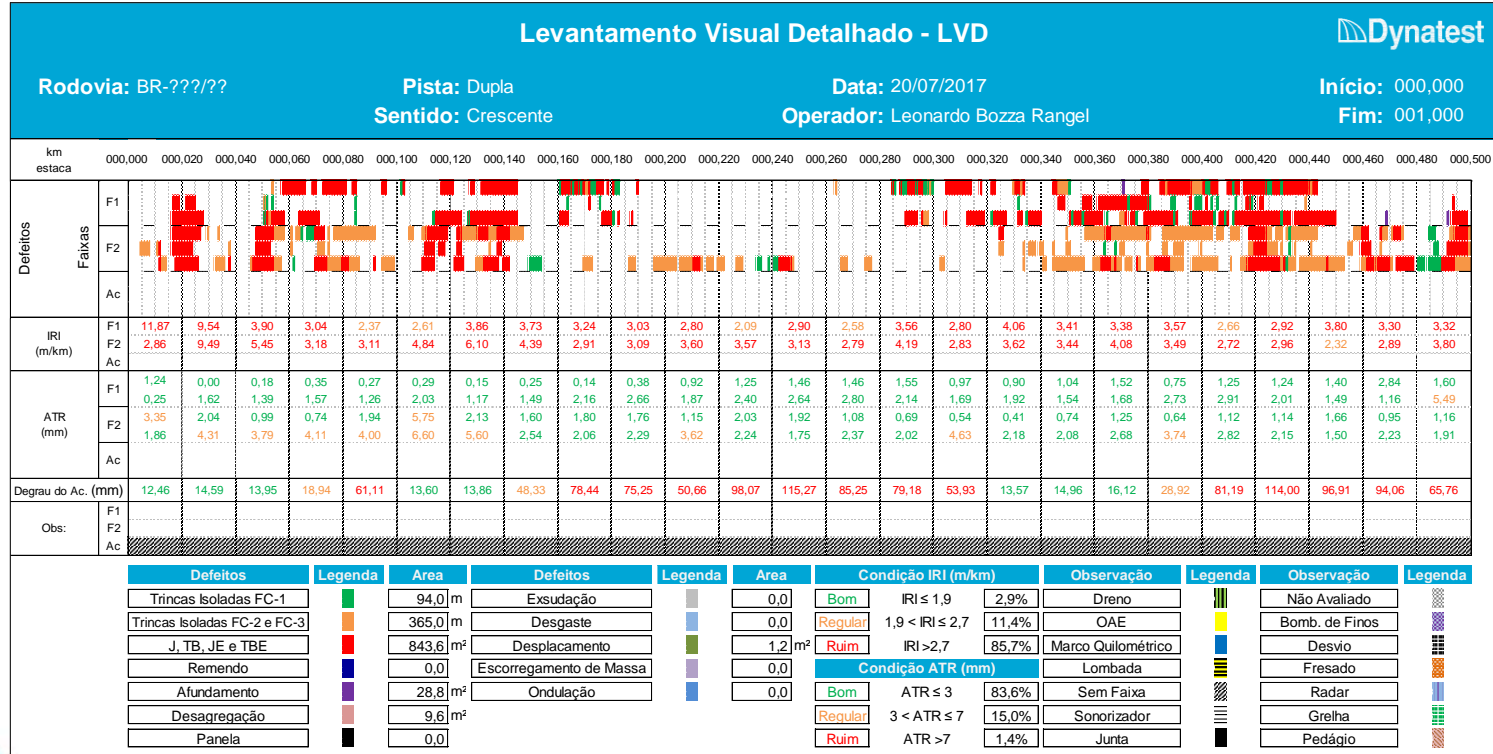 Levantamento Visual Detalhado - LVD
Dynatest
Rodovia: BR-???/?? Pista: Dupla Data: 20/07/2017 Início: 000,000
Sentido: Crescente Operador: Leonardo Bozza Rangel Fim: 001,000
km 000,000 000,020 000,040 000,060 000,080 000,100 000,120 000,140 000,160 000,180 000,200 000,220 000,240 000,260 000,280 000,300 000,320 000,340 000,360 000,380 000,400 000,420 000,440 000,460 000,480 000,500
estaca
Defeitos
Faixas
F1
F2
Ac
IRI
(m/km)
F1 11,87 9,54 3,90 3,04 2,37 2,61 3,86 3,73 3,24 3,03 2,80 2,09 2,90 2,58 3,56 2,80 4,06 3,41 3,38 3,57 2,66 2,92 3,80 3,30 3,32
F2 2,86 9,49 5,45 3,18 3,11 4,84 6,10 4,39 2,91 3,09 3,60 3,57 3,13 2,79 4,19 2,83 3,62 3,44 4,08 3,49 2,72 2,96 2,32 2,89 3,80
Ac
ATR
(mm)
F1 1,24 0,00 0,18 0,35 0,27 0,29 0,15 0,25 0,14 0,38 0,92 1,25 1,46 1,46 1,55 0,97 0,90 1,04 1,52 0,75 1,25 1,24 1,40 2,84 1,60
0,25 1,62 1,39 1,57 1,26 2,03 1,17 1,49 2,16 2,66 1,87 2,40 2,64 2,80 2,14 1,69 1,92 1,54 1,68 2,73 2,91 2,01 1,49 1,16 5,49
F2 3,35 2,04 0,99 0,74 1,94 5,75 2,13 1,60 1,80 1,76 1,15 2,03 1,92 1,08 0,69 0,54 0,41 0,74 1,25 0,64 1,12 1,14 1,66 0,95 1,16
1,86 4,31 3,79 4,11 4,00 6,60 5,60 2,54 2,06 2,29 3,62 2,24 1,75 2,37 2,02 4,63 2,18 2,08 2,68 3,74 2,82 2,15 1,50 2,23 1,91
Ac
Degrau do Ac. (mm) 12,46 14,59 13,95 18,94 61,11 13,60 13,86 48,33 78,44 75,25 50,66 98,07 115,27 85,25 79,18 53,93 13,57 14,96 16,12 28,92 81,19 114,00 96,91 94,06 65,76
Obs:
F1
F2
Ac
Defeitos Legenda Area Defeitos Legenda Area Condição IRI (m/km) Observação Legenda Observação Legenda
Trincas Isoladas FC-1 94,0 m Exsudação 0,0 Bom IRI ≤ 1,9 2,9% Dreno Não Avaliado
Trincas Isoladas FC-2 e FC-3 365,0 m Desgaste 0,0 Regular 1,9 < IRI ≤ 2,7 11,4% OAE Bomb. de Finos
J, TB, JE e TBE 843,6 m² Desplacamento 1,2 m² Ruim IRI >2,7 85,7% Marco Quilométrico Desvio
Remendo 0,0 Escorregamento de Massa 0,0 Condição ATR (mm) Lombada Fresado
Afundamento 28,8 m² Ondulação 0,0 Bom ATR ≤ 3 83,6% Sem Faixa Radar
Desagregação 9,6 m² Regular 3 < ATR ≤ 7 15,0% Sonorizador Grelha
Panela 0,0 Ruim ATR >7 1,4% Junta Pedágio